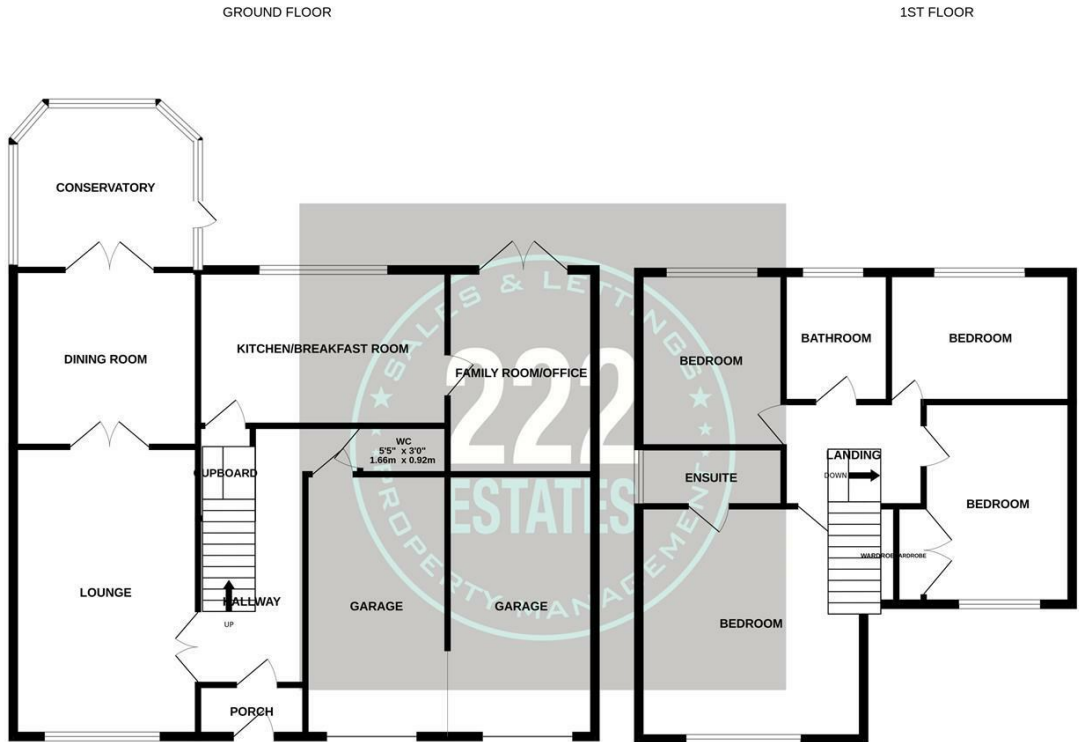 GROUND FLOOR
1ST FLOOR
CONSERVATORY
DINING ROOM
KITCHEN/BREAKFAST ROOM
FAMILY ROOM/OFFICE
WC
5'5" x 3'0"
1.66m x 0.92m
CUPBOARD
LOUNGE
HALLWAY
UP
GARAGE
GARAGE
PORCH
BEDROOM
BATHROOM
BEDROOM
ENSUITE
LANDING
DOWN
BEDROOM
WARDROBE
WARDROBE
BEDROOM
SALES & LETTINGS
222
ESTATES
PROPERTY MANAGEMENT